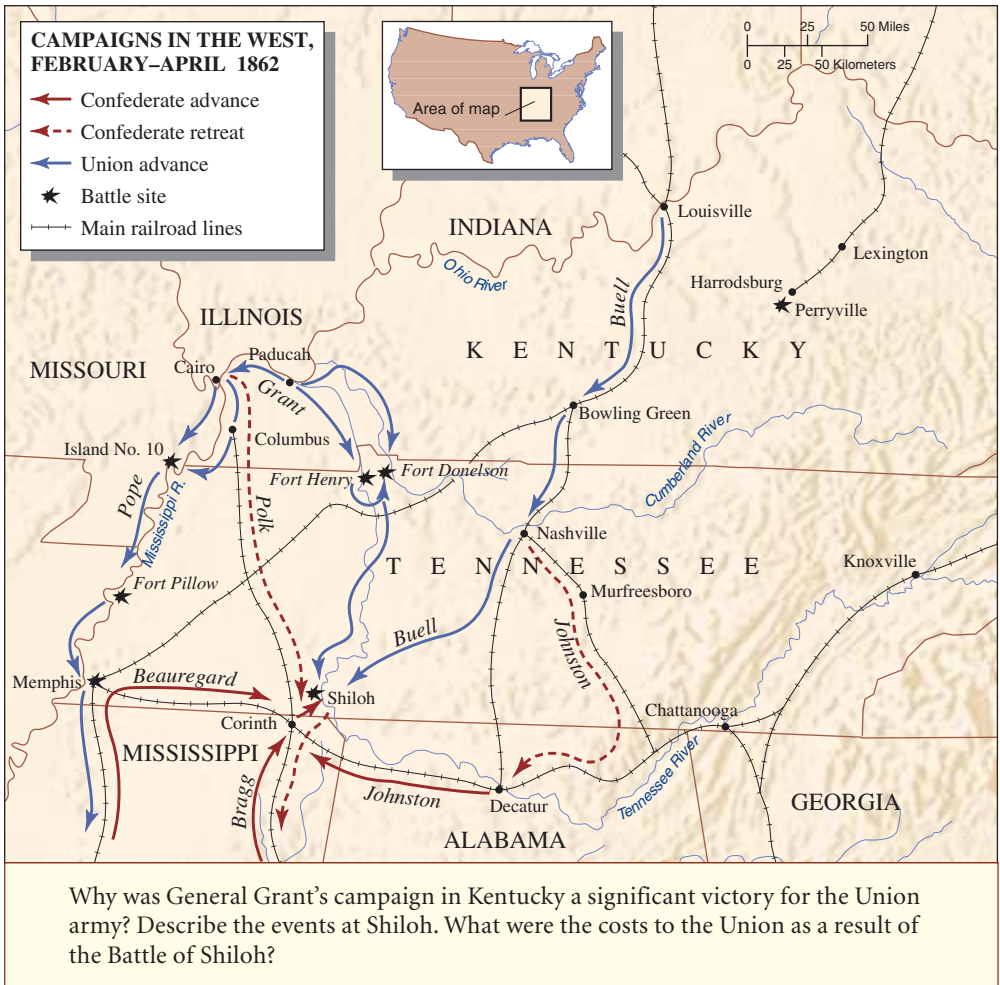 CAMPAIGNS IN THE WEST,
FEBRUARY–APRIL 1862
Confederate advance
Confederate retreat
Union advance
Battle site
Main railroad lines
Area of map
0 25 50 Miles
0 25 50 Kilometers
INDIANA
Louisville
Ohio River
Lexington
Harrodsburg
Perryville
Buell
ILLINOIS
KENTUCKY
MISSOURI
Paducah
Cairo
Grant
Bowling Green
Columbus
Island No. 10
Fort Henry
Fort Donelson
Cumberland River
Pope
Mississippi R.
Polk
Nashville
TENNESSEE
Knoxville
Fort Pillow
Murfreesboro
Buell
Johnston
Memphis
Beauregard
Shiloh
Corinth
Chattanooga
MISSISSIPPI
Bragg
Johnston
Decatur
Tennessee River
GEORGIA
ALABAMA
Why was General Grant’s campaign in Kentucky a significant victory for the Union
army? Describe the events at Shiloh. What were the costs to the Union as a result of
the Battle of Shiloh?